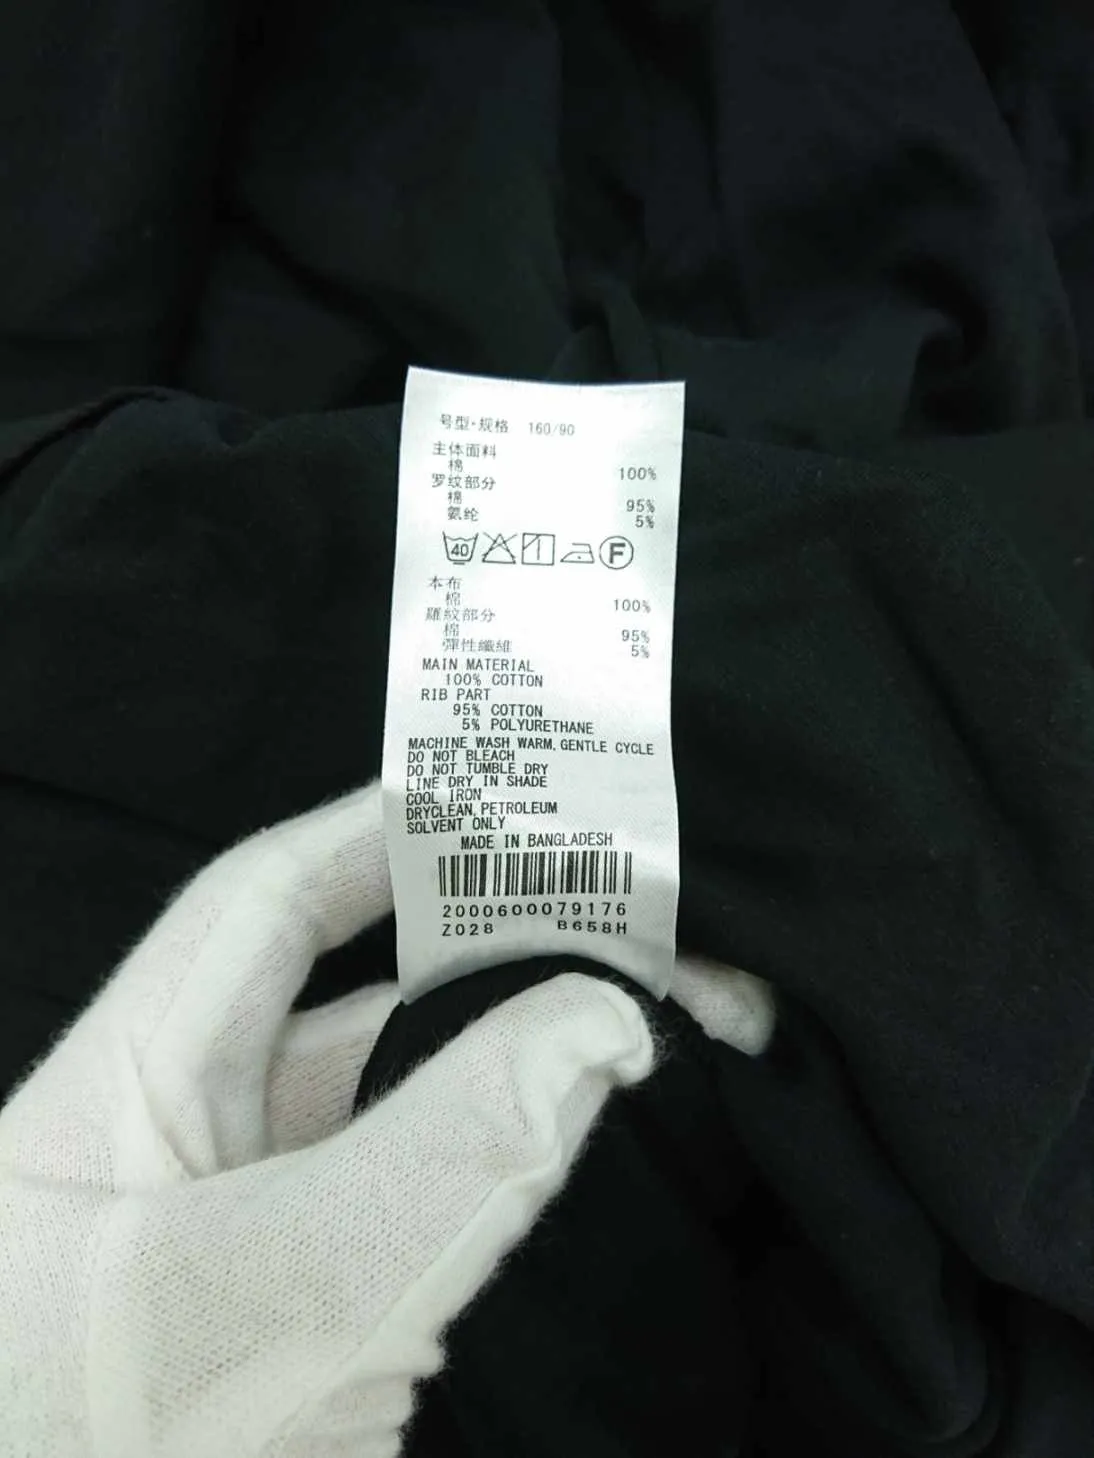 号型·规格 160/90
主体面料
棉 100%
罗纹部分
棉 95%
氨纶 5%
40 F
本布
棉 100%
羅紋部分
棉 95%
彈性纖維 5%
MAIN MATERIAL
100% COTTON
RIB PART
95% COTTON
5% POLYURETHANE
MACHINE WASH WARM, GENTLE CYCLE
DO NOT BLEACH
DO NOT TUMBLE DRY
LINE DRY IN SHADE
COOL IRON
DRYCLEAN, PETROLEUM
SOLVENT ONLY
MADE IN BANGLADESH
2000600079176
Z028 B658H